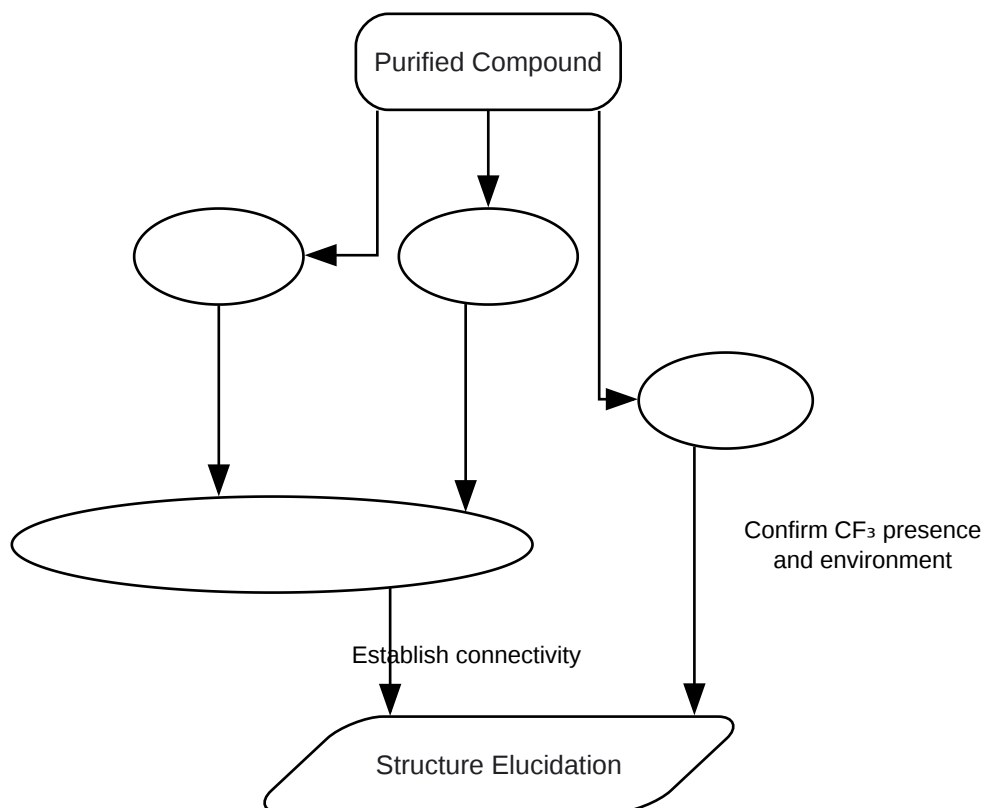 Purified Compound
Confirm CF₃ presence
and environment
Establish connectivity
Structure Elucidation